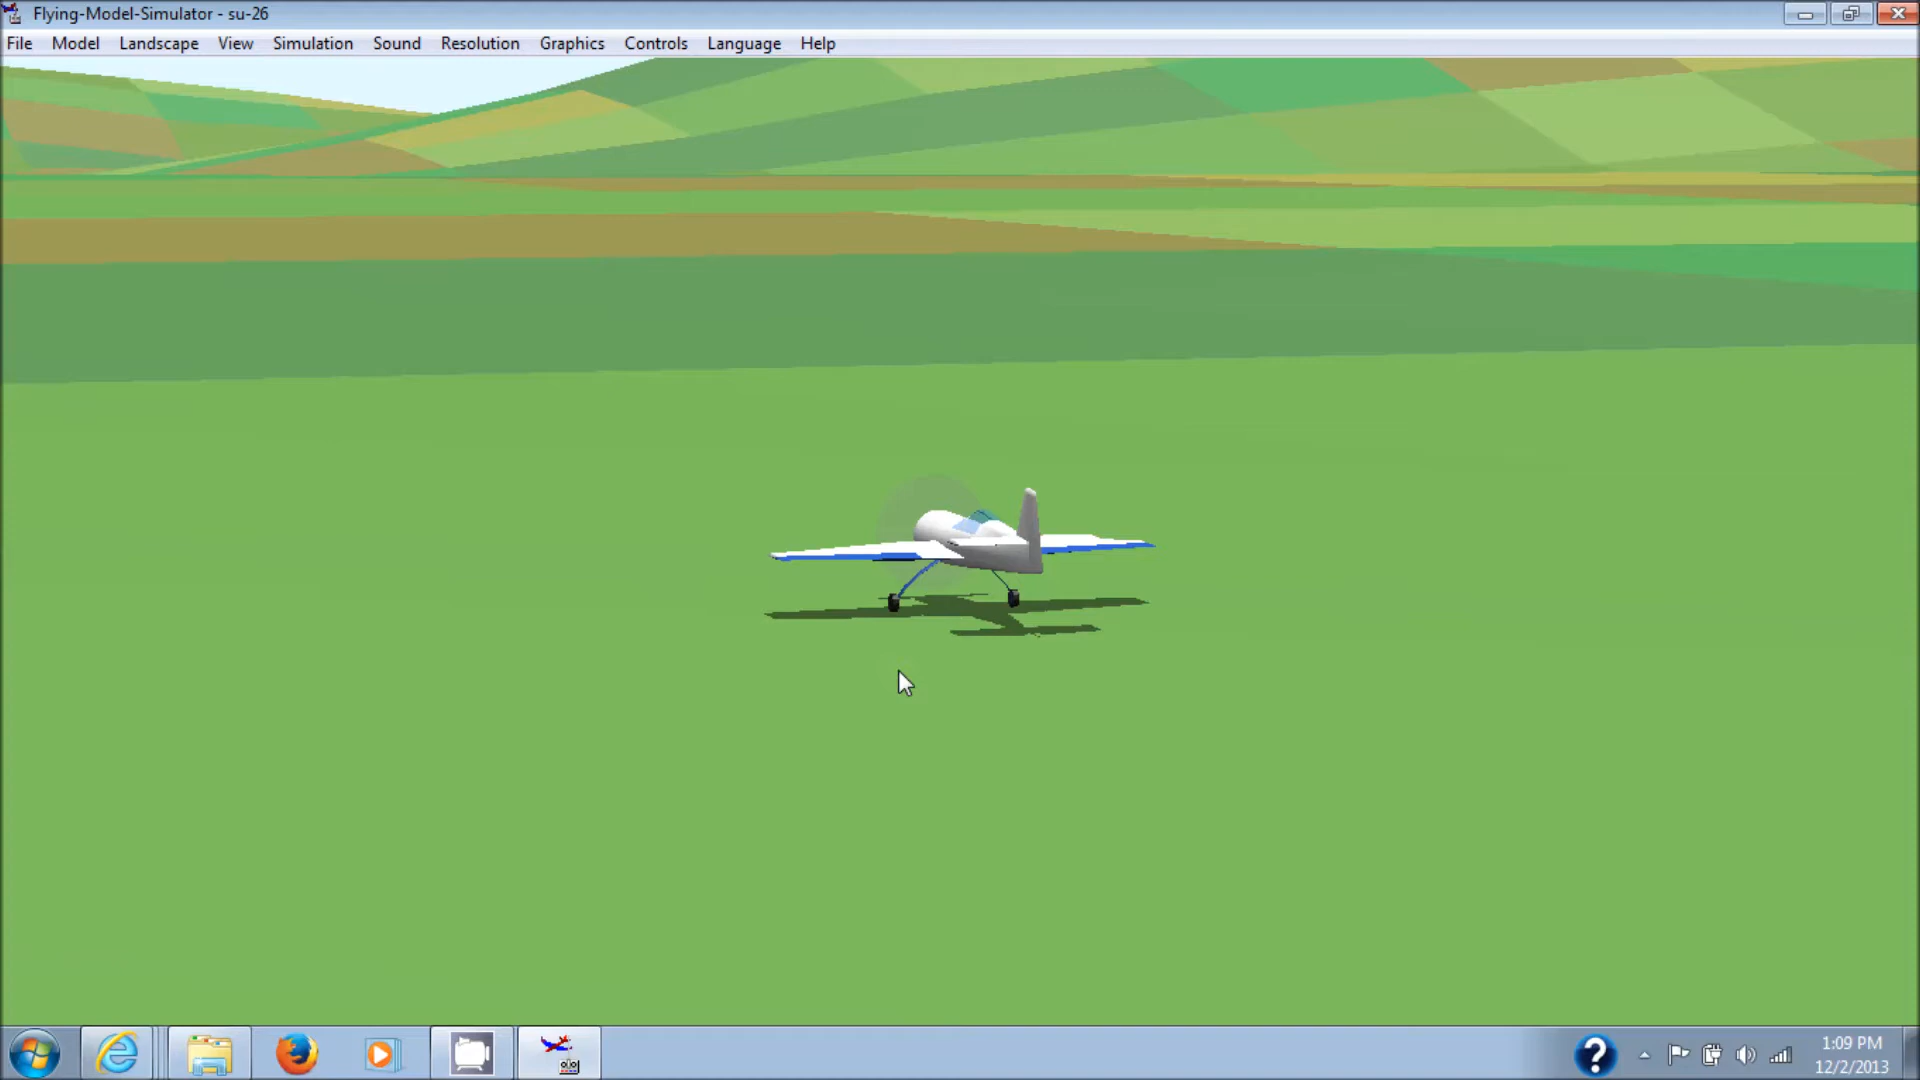 Flying-Model-Simulator - su-26
File Model Landscape View Simulation Sound Resolution Graphics Controls Language Help
1:09 PM
12/2/2013